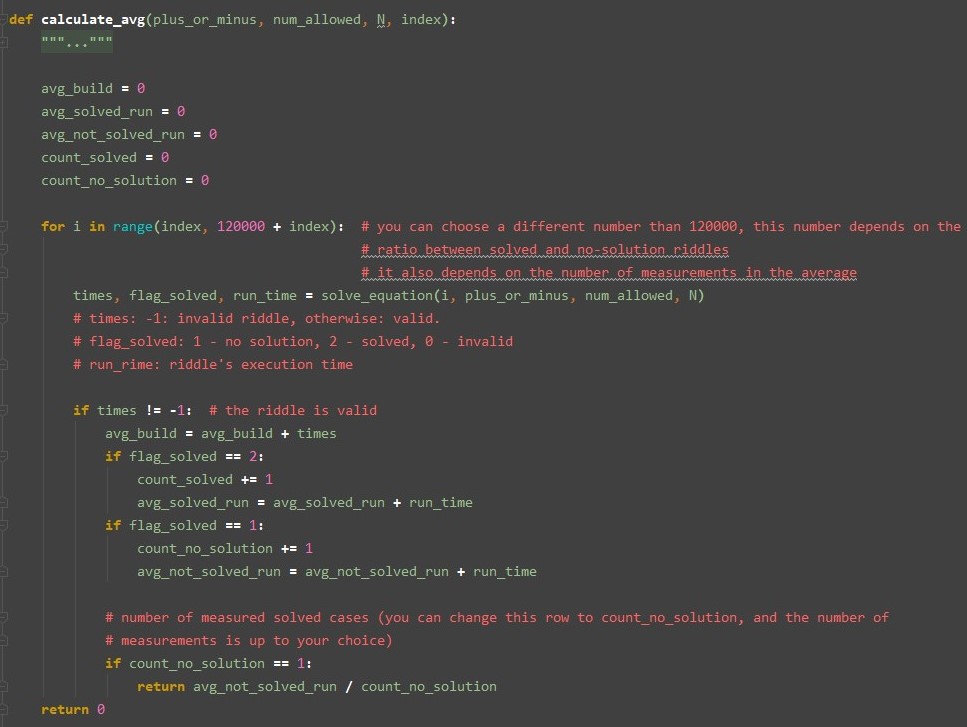 def calculate_avg(plus_or_minus, num_allowed, N, index):
"""..."""
avg_build = 0
avg_solved_run = 0
avg_not_solved_run = 0
count_solved = 0
count_no_solution = 0
for i in range(index, 120000 + index):  # you can choose a different number than 120000, this number depends on the
# ratio between solved and no-solution riddles
# it also depends on the number of measurements in the average
times, flag_solved, run_time = solve_equation(i, plus_or_minus, num_allowed, N)
# times: -1: invalid riddle, otherwise: valid.
# flag_solved: 1 - no solution, 2 - solved, 0 - invalid
# run_rime: riddle's execution time
if times != -1:  # the riddle is valid
avg_build = avg_build + times
if flag_solved == 2:
count_solved += 1
avg_solved_run = avg_solved_run + run_time
if flag_solved == 1:
count_no_solution += 1
avg_not_solved_run = avg_not_solved_run + run_time
# number of measured solved cases (you can change this row to count_no_solution, and the number of
# measurements is up to your choice)
if count_no_solution == 1:
return avg_not_solved_run / count_no_solution
return 0